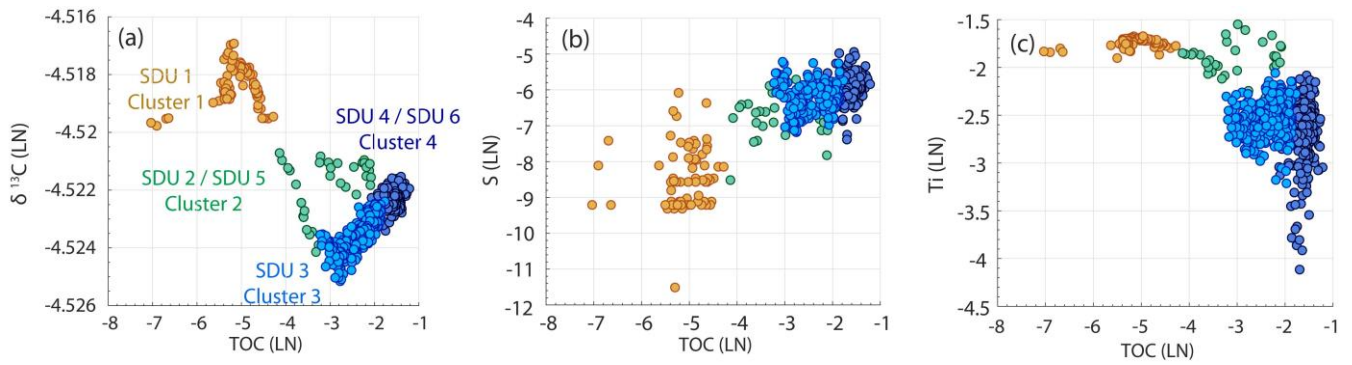 (a)
δ ¹³C (LN)
-4.516
-4.518
-4.52
-4.522
-4.524
-4.526
SDU 1
Cluster 1
SDU 4 / SDU 6
Cluster 4
SDU 2 / SDU 5
Cluster 2
SDU 3
Cluster 3
-8 -7 -6 -5 -4 -3 -2 -1
TOC (LN)
(b)
S (LN)
-4
-5
-6
-7
-8
-9
-10
-11
-12
-8 -7 -6 -5 -4 -3 -2 -1
TOC (LN)
(c)
Ti (LN)
-1.5
-2
-2.5
-3
-3.5
-4
-4.5
-8 -7 -6 -5 -4 -3 -2 -1
TOC (LN)